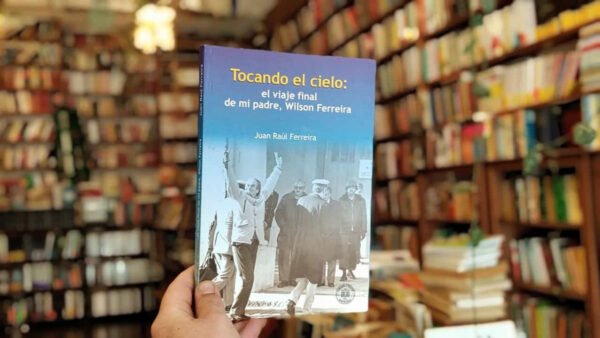 Tocando el cielo:
el viaje final
de mi padre, Wilson Ferreira
Juan Raúl Ferreira